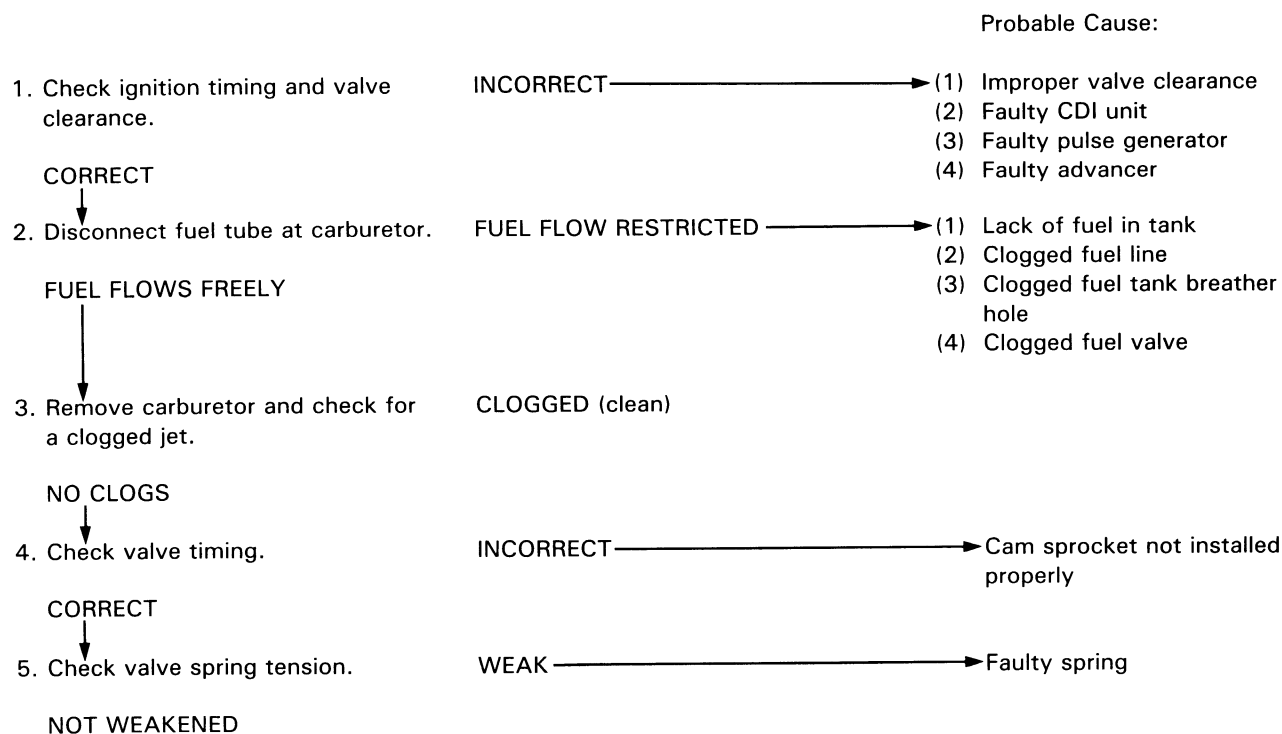 Probable Cause:
1. Check ignition timing and valve clearance.
INCORRECT
(1) Improper valve clearance
(2) Faulty CDI unit
(3) Faulty pulse generator
(4) Faulty advancer
CORRECT
2. Disconnect fuel tube at carburetor.
FUEL FLOW RESTRICTED
(1) Lack of fuel in tank
(2) Clogged fuel line
(3) Clogged fuel tank breather
hole
(4) Clogged fuel valve
FUEL FLOWS FREELY
3. Remove carburetor and check for
a clogged jet.
CLOGGED (clean)
NO CLOGS
4. Check valve timing.
INCORRECT
Cam sprocket not installed
properly
CORRECT
5. Check valve spring tension.
WEAK
Faulty spring
NOT WEAKENED